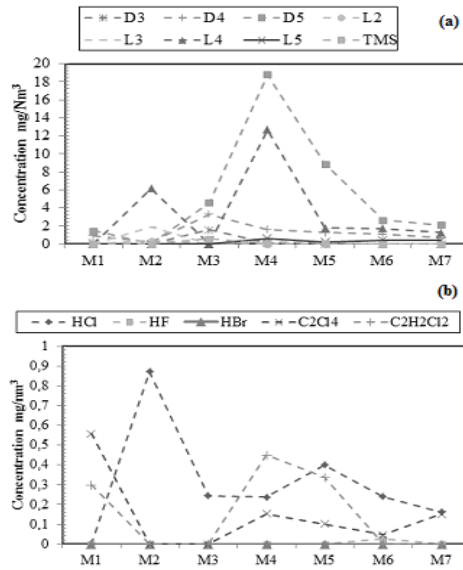 (a)
D3 D4 D5 L2
L3 L4 L5 TMS
Concentration mg/Nm³
20
18
16
14
12
10
8
6
4
2
0
M1 M2 M3 M4 M5 M6 M7
(b)
HCl HF HBr C2Cl4 C2H2Cl2
Concentration mg/nm³
1
0,9
0,8
0,7
0,6
0,5
0,4
0,3
0,2
0,1
0
M1 M2 M3 M4 M5 M6 M7